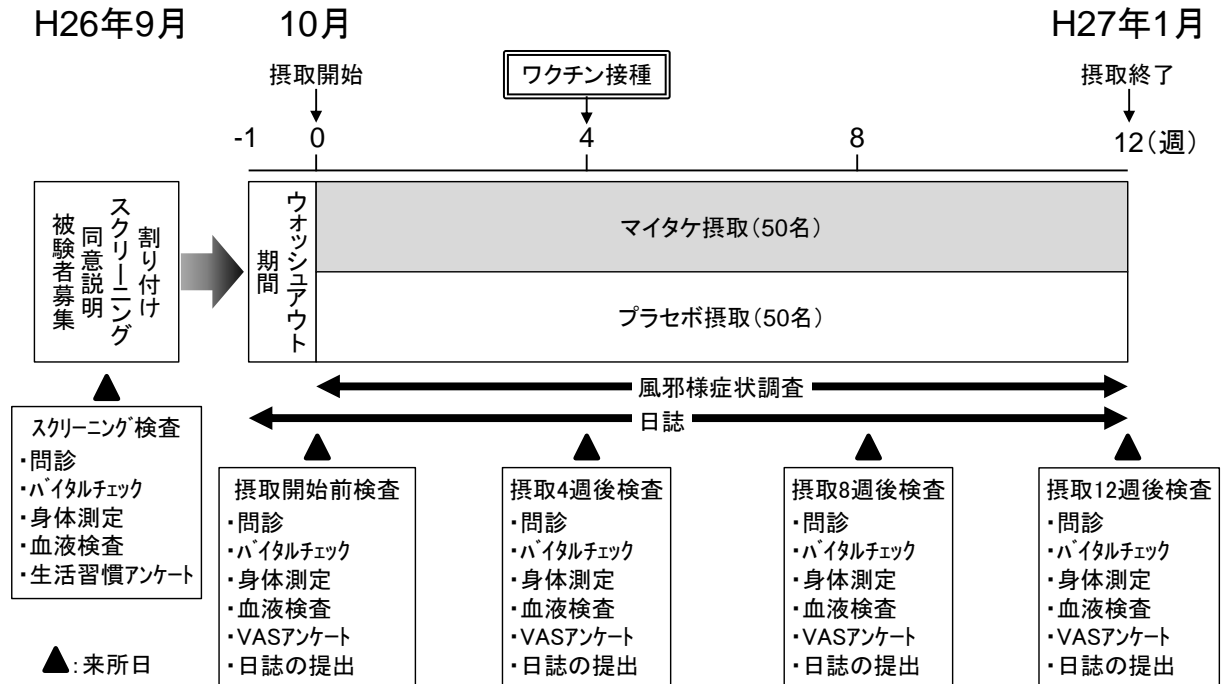 H26年9月
10月
H27年1月
摂取開始
ワクチン接種
摂取終了
-1
0
4
8
12(週)
被験者募集
同意説明
スクリーニング
割り付け
ウォッシュアウト
期間
マイタケ摂取(50名)
プラセボ摂取(50名)
風邪様症状調査
日誌
スクリーニング検査
・問診
・バイタルチェック
・身体測定
・血液検査
・生活習慣アンケート
摂取開始前検査
・問診
・バイタルチェック
・身体測定
・血液検査
・VASアンケート
・日誌の提出
摂取4週後検査
・問診
・バイタルチェック
・身体測定
・血液検査
・VASアンケート
・日誌の提出
摂取8週後検査
・問診
・バイタルチェック
・身体測定
・血液検査
・VASアンケート
・日誌の提出
摂取12週後検査
・問診
・バイタルチェック
・身体測定
・血液検査
・VASアンケート
・日誌の提出
▲:来所日